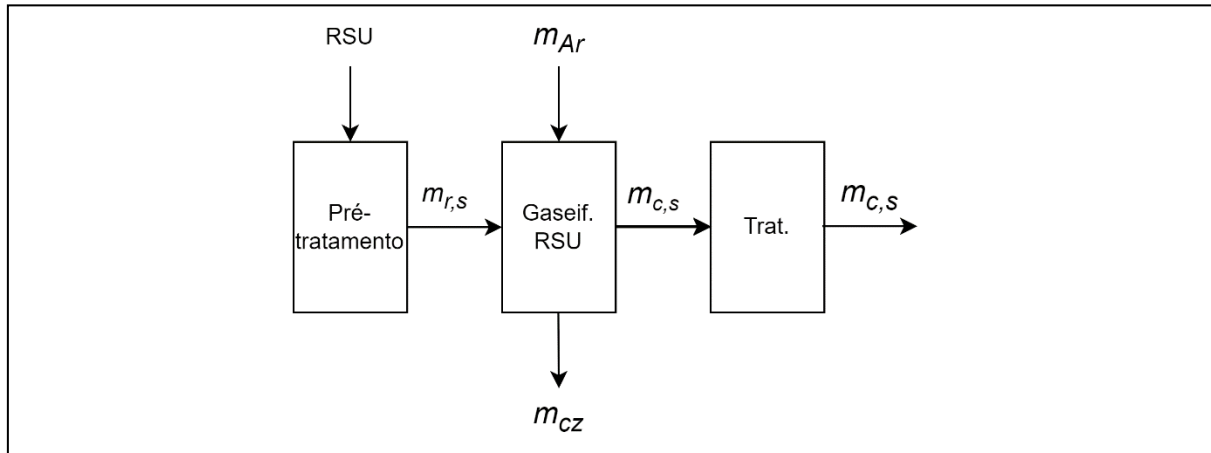 RSU
m_Ar
Pré-
tratamento
m_r,s
Gaseif.
RSU
m_c,s
Trat.
m_c,s
m_cz